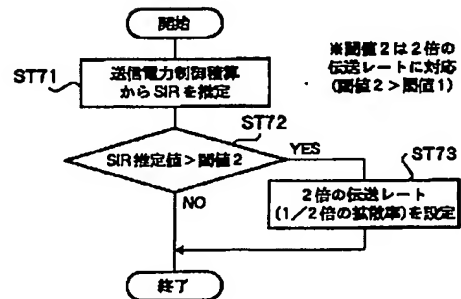 開始
ST71
送信電力制御積算
からSIRを推定
※閾値2は2倍の
伝送レートに対応
(閾値2>閾値1)
ST72
SIR推定値>閾値2
YES
NO
ST73
2倍の伝送レート
(1/2倍の拡散率)を設定
終了